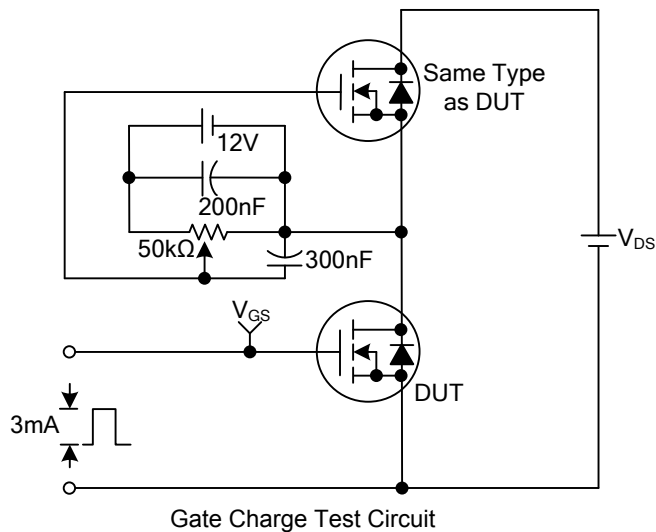 Same Type
as DUT
12V
200nF
50kΩ
300nF
VDS
VGS
DUT
3mA
Gate Charge Test Circuit